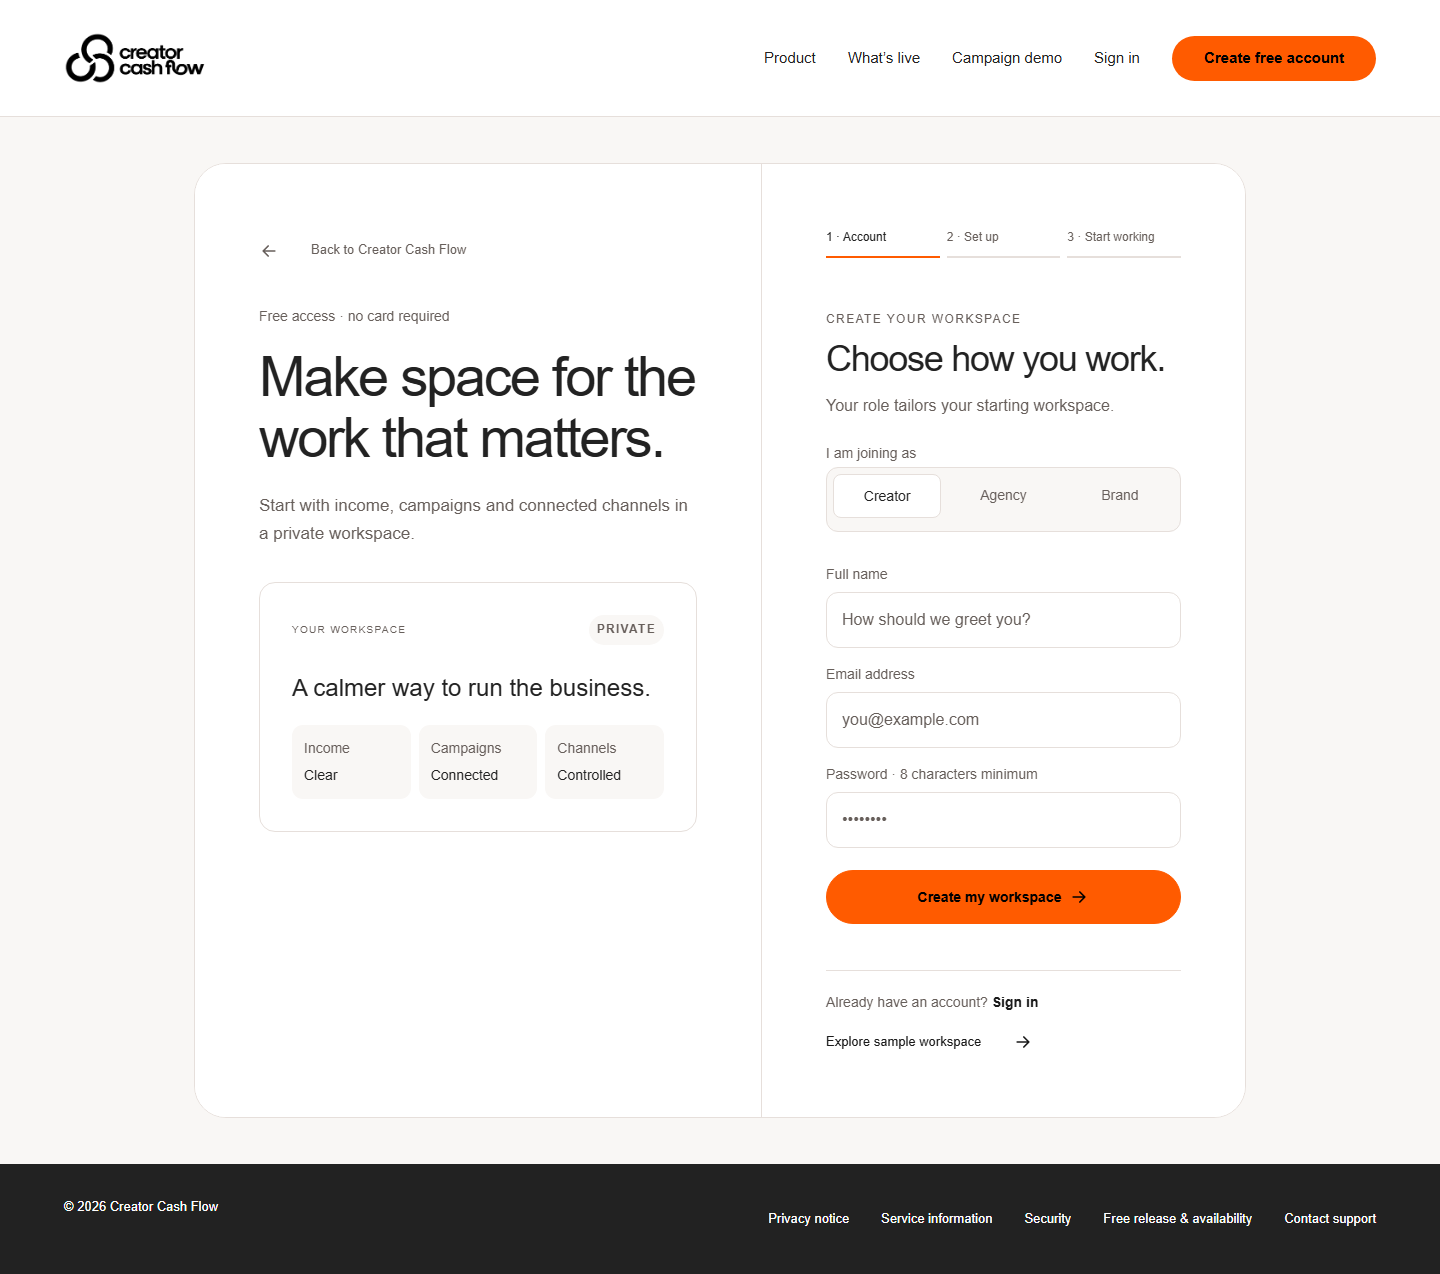 creator
cash flow
Product
What's live
Campaign demo
Sign in
Create free account
Back to Creator Cash Flow
Free access · no card required
Make space for the
work that matters.
Start with income, campaigns and connected channels in
a private workspace.
YOUR WORKSPACE
PRIVATE
A calmer way to run the business.
Income
Clear
Campaigns
Connected
Channels
Controlled
1 · Account
2 · Set up
3 · Start working
CREATE YOUR WORKSPACE
Choose how you work.
Your role tailors your starting workspace.
I am joining as
Creator
Agency
Brand
Full name
How should we greet you?
Email address
you@example.com
Password · 8 characters minimum
••••••••
Create my workspace
Already have an account? Sign in
Explore sample workspace
© 2026 Creator Cash Flow
Privacy notice
Service information
Security
Free release & availability
Contact support